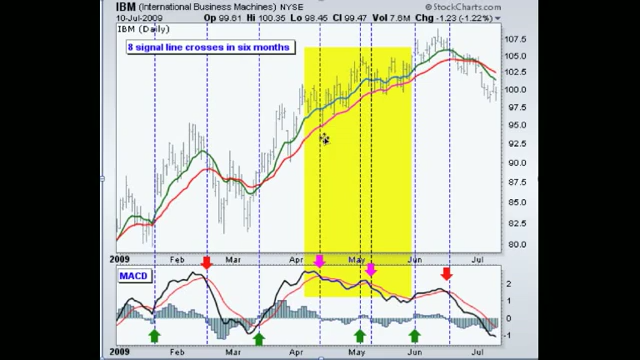 IBM (International Business Machines) NYSE © StockCharts.com
10-Jul-2009 Op 99.61 Hi 100.35 Lo 98.45 Cl 99.47 Vol 7.6M Chg -1.23 (-1.22%)
IBM (Daily)
8 signal line crosses in six months
107.5
105.0
102.5
100.0
97.5
95.0
92.5
90.0
87.5
85.0
82.5
80.0
2009 Feb Mar Apr May Jun Jul
MACD
2
1
0
-1
2009 Feb Mar Apr May Jun Jul